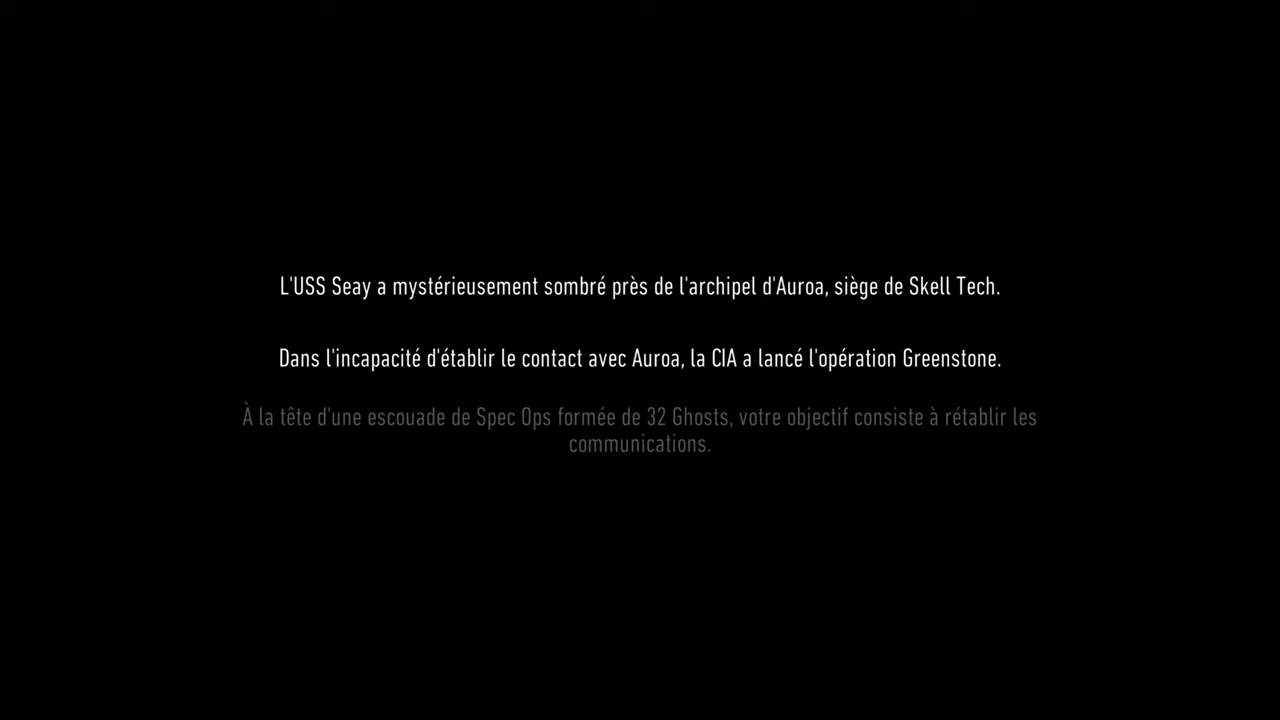 L'USS Seay a mystérieusement sombré près de l'archipel d'Auroa, siège de Skell Tech.
Dans l'incapacité d'établir le contact avec Auroa, la CIA a lancé l'opération Greenstone.
À la tête d'une escouade de Spec Ops formée de 32 Ghosts, votre objectif consiste à rétablir les
communications.